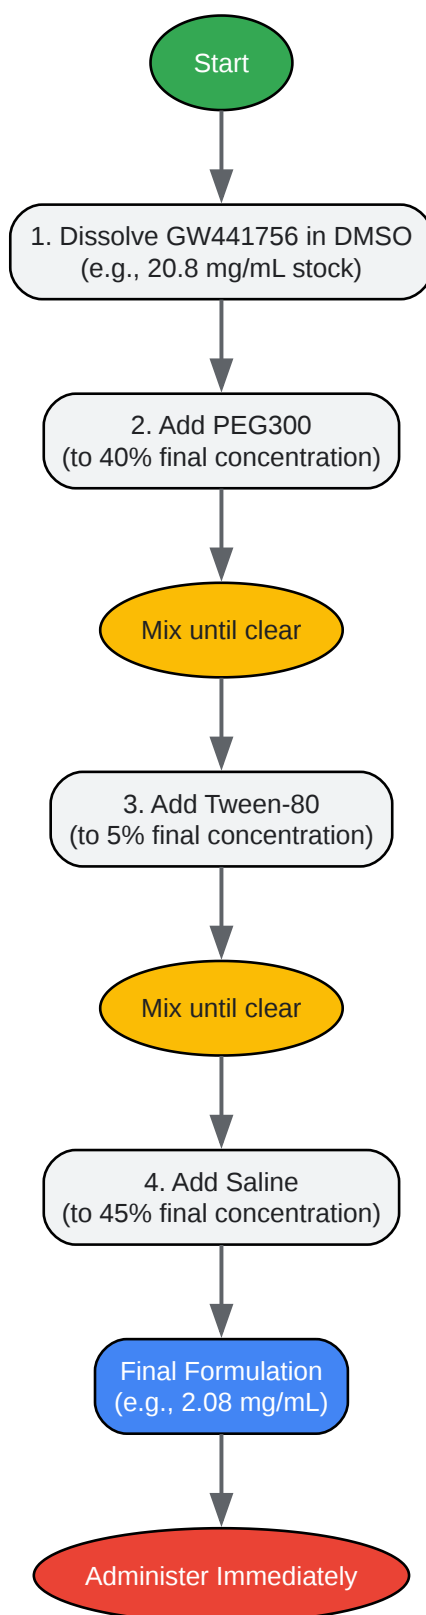 Start
1. Dissolve GW441756 in DMSO
(e.g., 20.8 mg/mL stock)
2. Add PEG300
(to 40% final concentration)
Mix until clear
3. Add Tween-80
(to 5% final concentration)
Mix until clear
4. Add Saline
(to 45% final concentration)
Final Formulation
(e.g., 2.08 mg/mL)
Administer Immediately